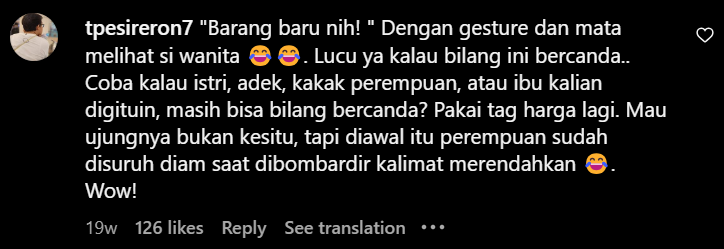 tpesireron7 "Barang baru nih! " Dengan gesture dan mata
melihat si wanita 😂 😂. Lucu ya kalau bilang ini bercanda..
Coba kalau istri, adek, kakak perempuan, atau ibu kalian
digituin, masih bisa bilang bercanda? Pakai tag harga lagi. Mau
ujungnya bukan kesitu, tapi diawal itu perempuan sudah
disuruh diam saat dibombardir kalimat merendahkan 😂.
Wow!
19w 126 likes Reply See translation •••